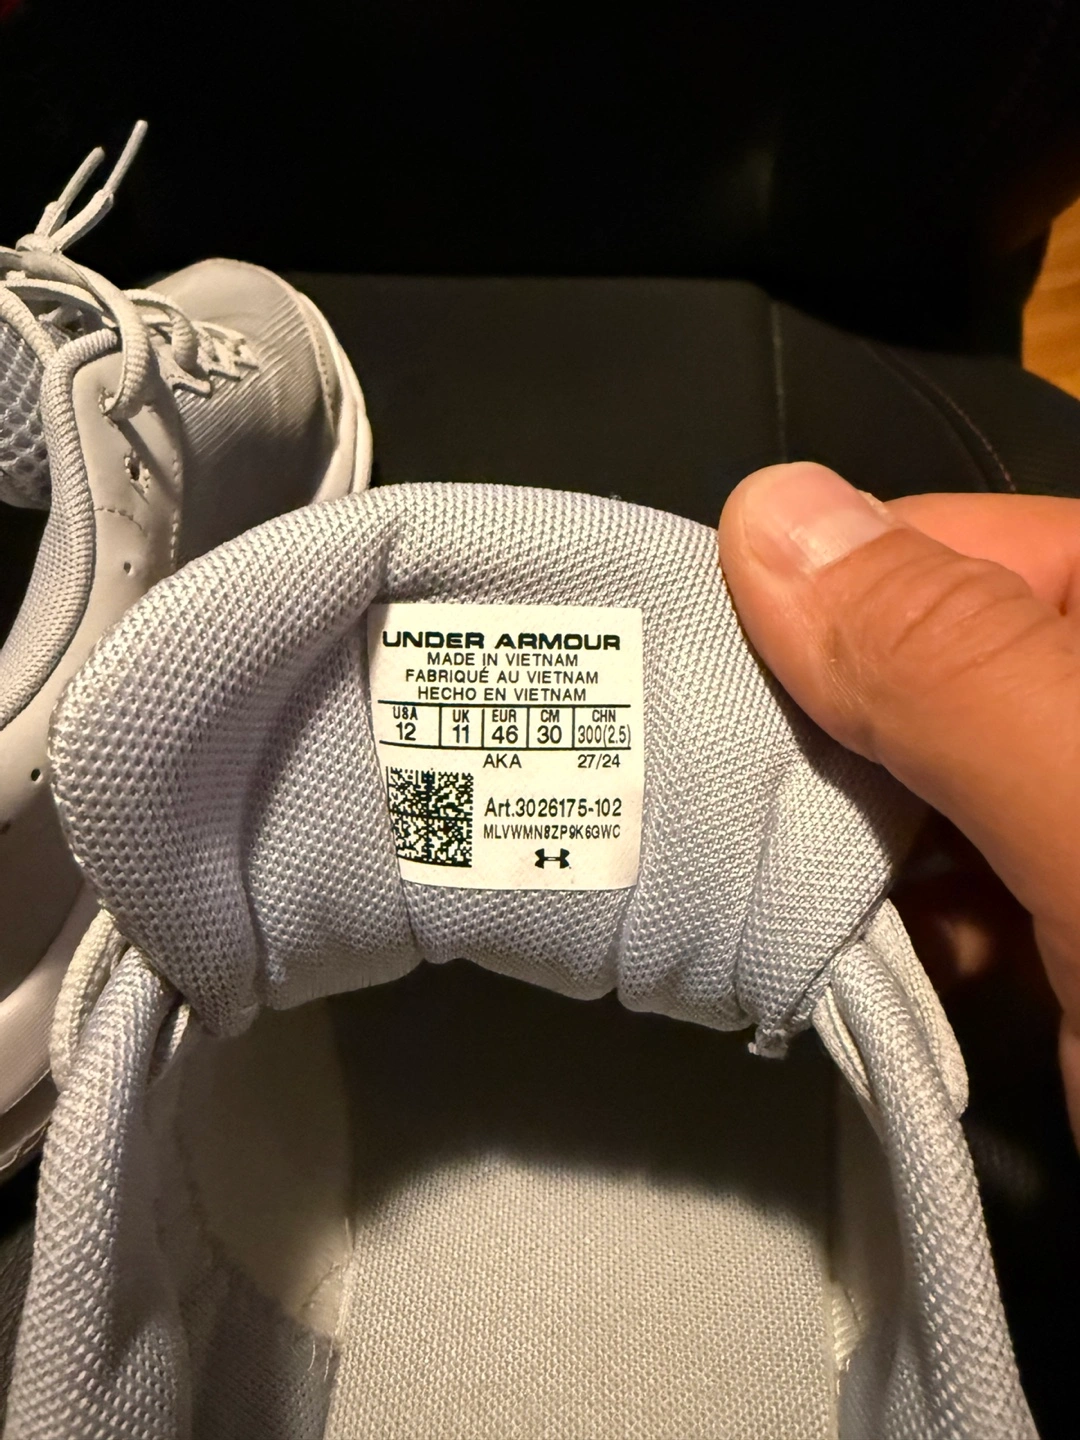 UNDER ARMOUR
MADE IN VIETNAM
FABRIQUÉ AU VIETNAM
HECHO EN VIETNAM
USA UK EUR CM CHN
12 11 46 30 300(2.5)
AKA 27/24
Art.3026175-102
MLVWMN8ZP9K6GWC